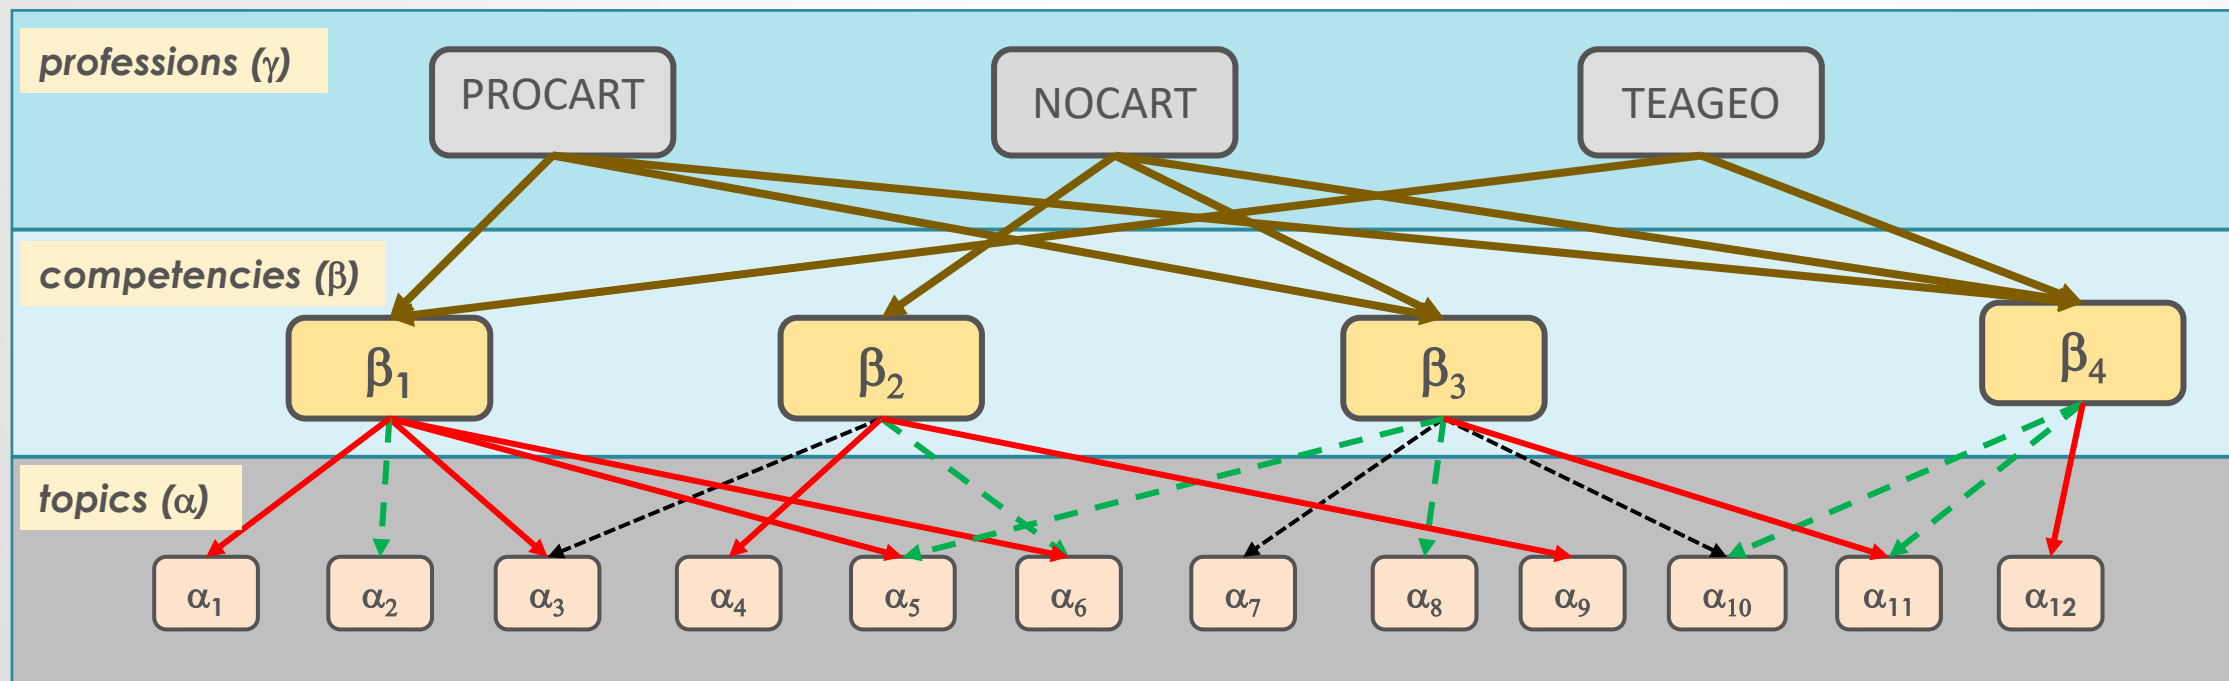 professions (γ)
PROCART
NOCART
TEAGEO
competencies (β)
β₁
β₂
β₃
β₄
topics (α)
α₁
α₂
α₃
α₄
α₅
α₆
α₇
α₈
α₉
α₁₀
α₁₁
α₁₂